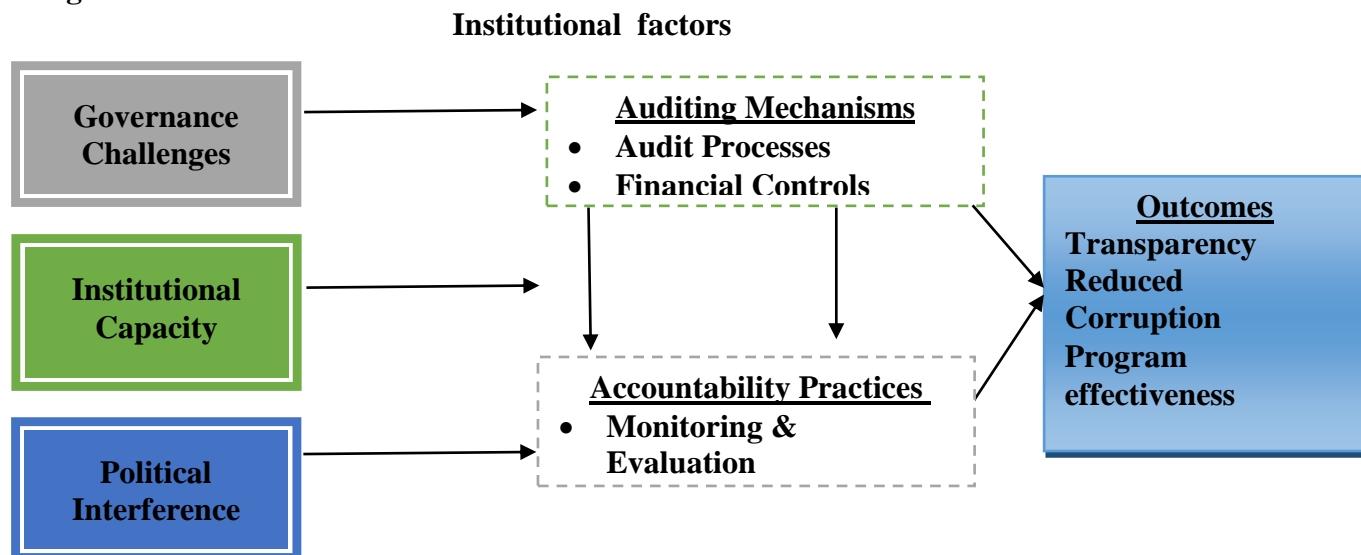 Institutional factors
Governance
Challenges
Auditing Mechanisms
• Audit Processes
• Financial Controls
Institutional
Capacity
Outcomes
Transparency
Reduced
Corruption
Program
effectiveness
Accountability Practices
• Monitoring &
Evaluation
Political
Interference